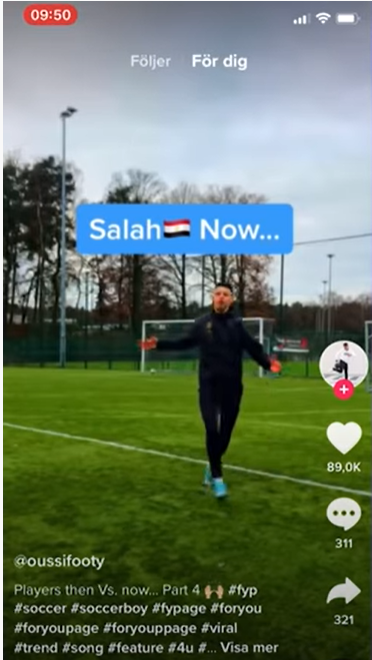 09:50
Följer För dig
Salah🇪🇬 Now...
89,0K
311
321
@oussifooty
Players then Vs. now... Part 4 🙌🏼 #fyp
#soccer #soccerboy #fypage #foryou
#foryoupage #foryouppage #viral
#trend #song #feature #4u #... Visa mer